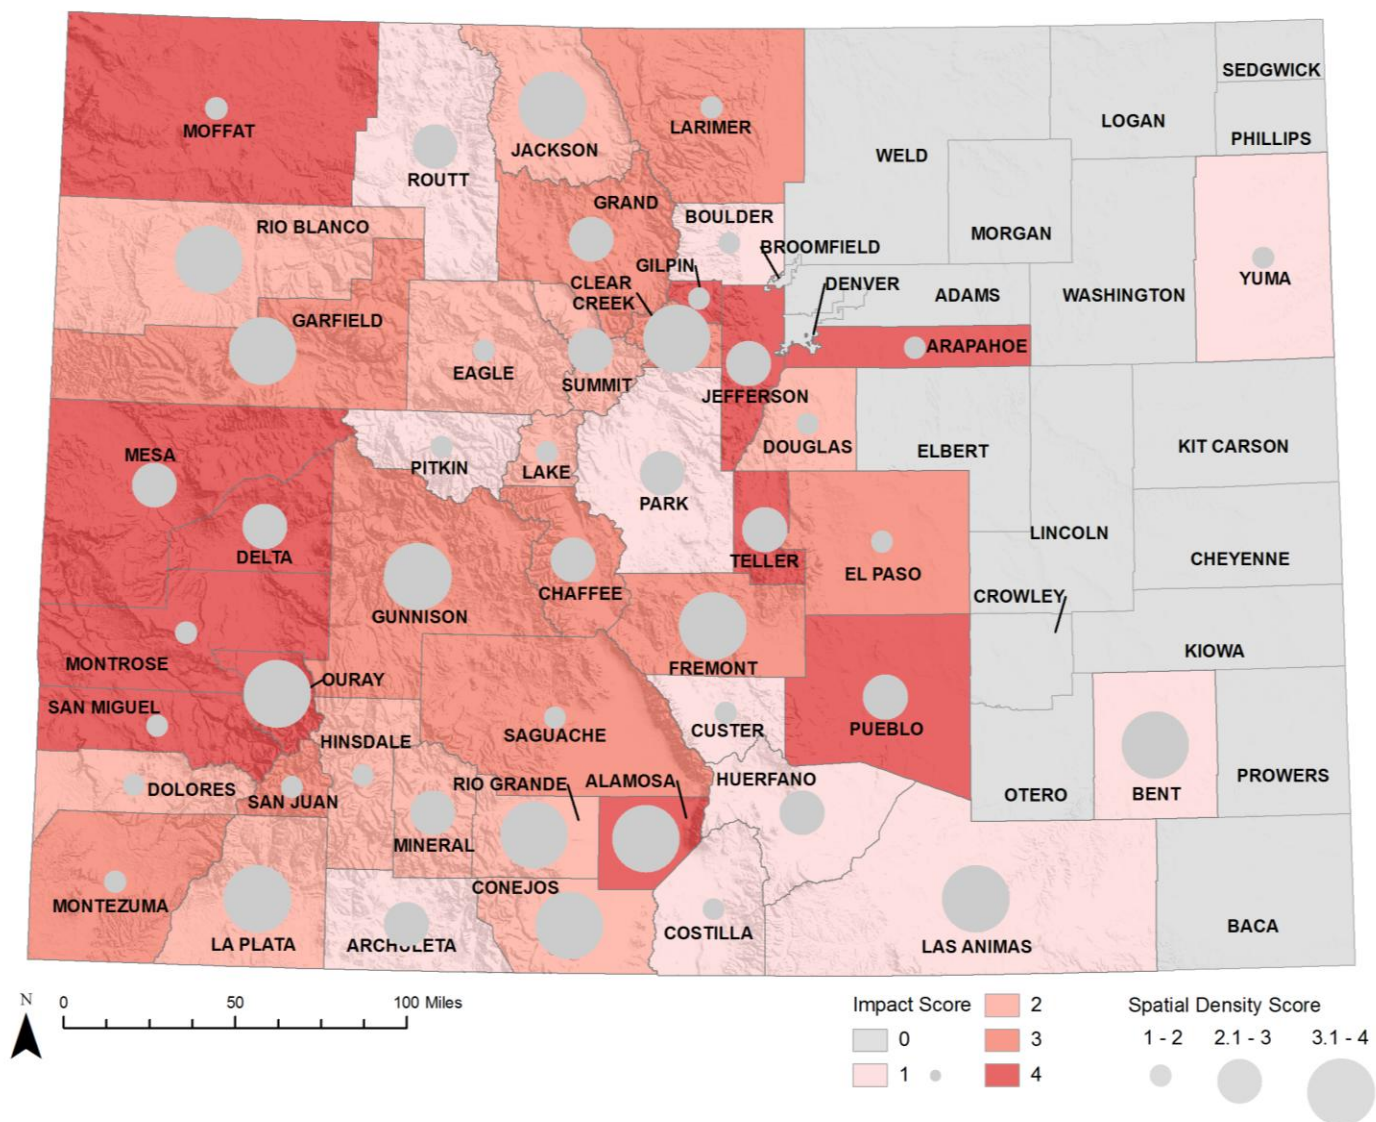 SEDGWICK
LOGAN
MOFFAT
LARIMER
PHILLIPS
JACKSON
WELD
ROUTT
GRAND
BOULDER
RIO BLANCO
MORGAN
BROOMFIELD
GILPIN
YUMA
CLEAR
CREEK
DENVER
ADAMS
WASHINGTON
GARFIELD
ARAPAHOE
EAGLE
SUMMIT
JEFFERSON
DOUGLAS
KIT CARSON
ELBERT
MESA
PITKIN
LAKE
PARK
LINCOLN
DELTA
TELLER
CHEYENNE
EL PASO
CHAFFEE
CROWLEY
GUNNISON
KIOWA
MONTROSE
FREMONT
OURAY
SAN MIGUEL
CUSTER
PUEBLO
SAGUACHE
HINSDALE
PROWERS
HUERFANO
RIO GRANDE
ALAMOSA
DOLORES
SAN JUAN
OTERO
BENT
MINERAL
CONEJOS
MONTEZUMA
BACA
COSTILLA
LA PLATA
ARCHULETA
LAS ANIMAS
N
0 50 100 Miles
Impact Score
0
1
2
3
4
Spatial Density Score
1 - 2 2.1 - 3 3.1 - 4